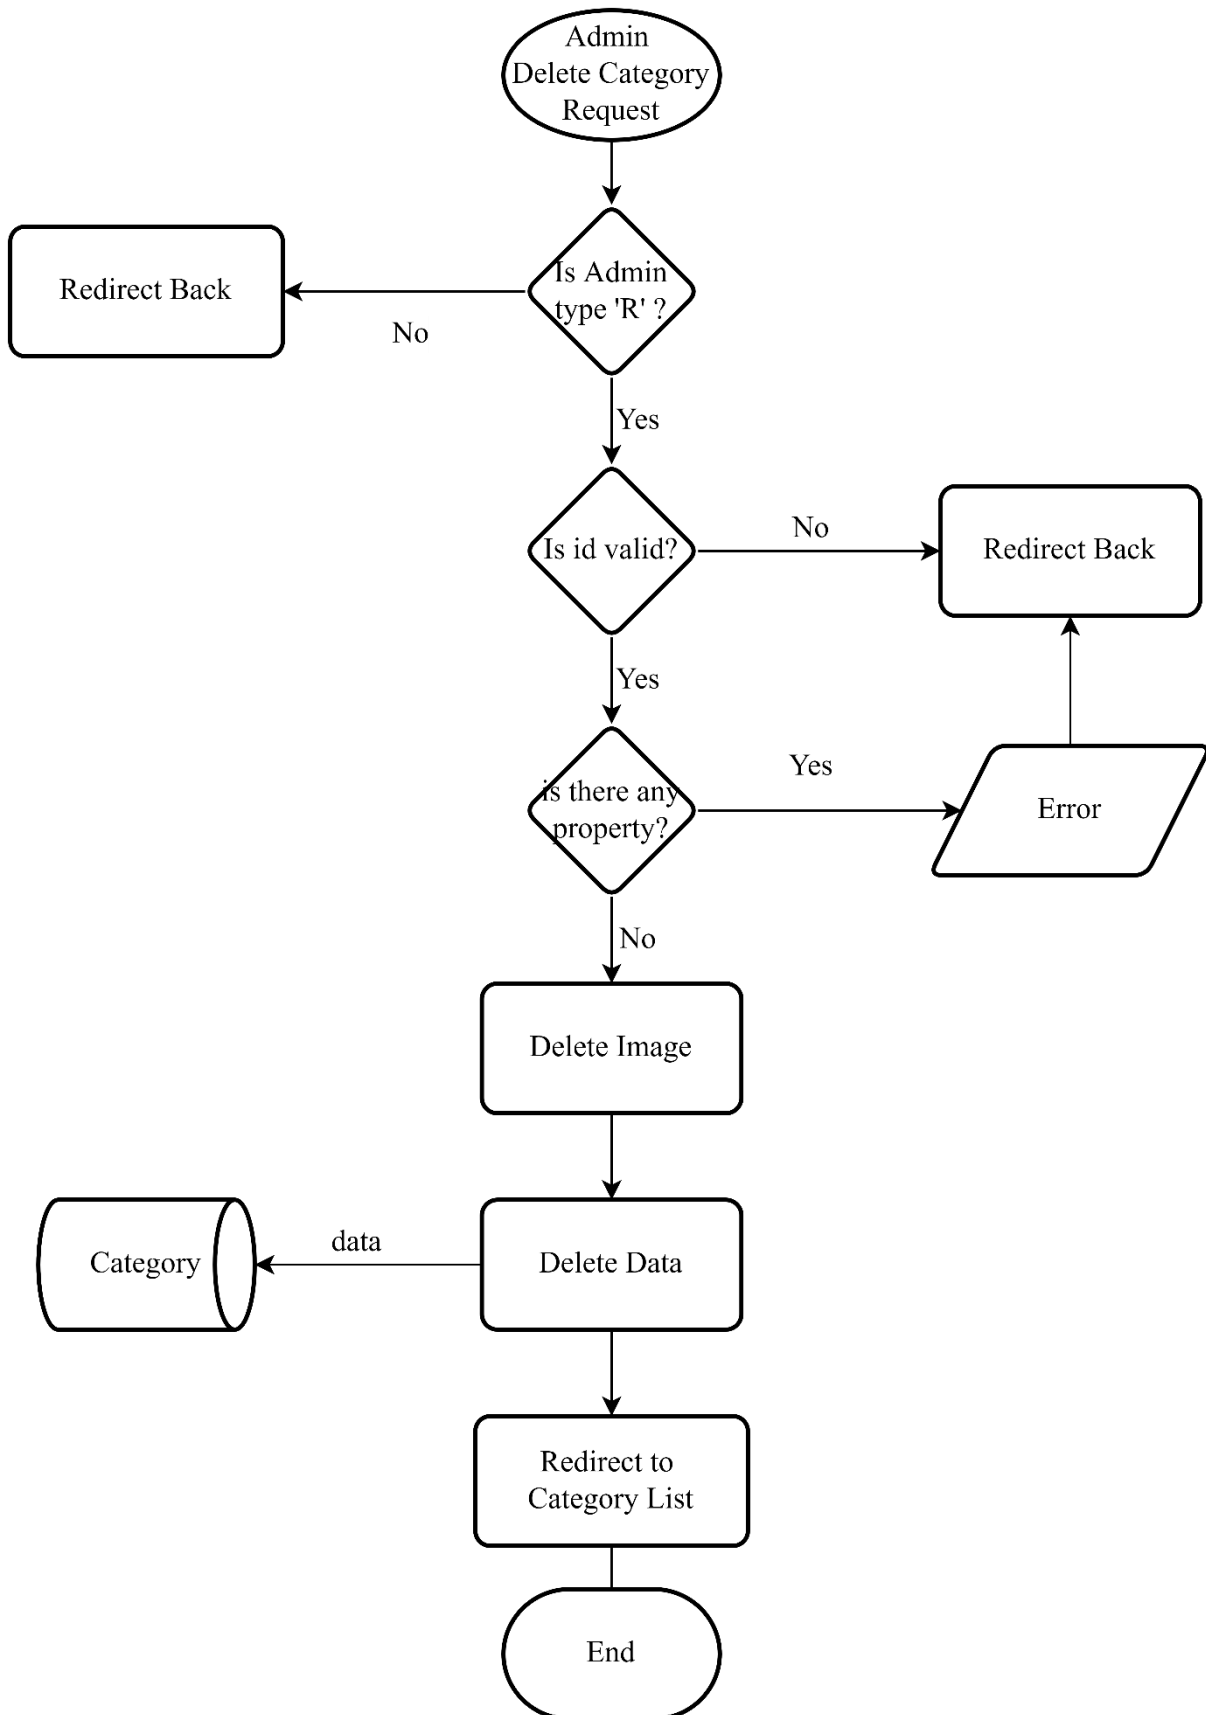 Admin
Delete Category
Request
Is Admin
type 'R' ?
Redirect Back
No
Yes
Is id valid?
No
Redirect Back
Yes
is there any
property?
Yes
Error
No
Delete Image
Delete Data
data
Category
Redirect to
Category List
End